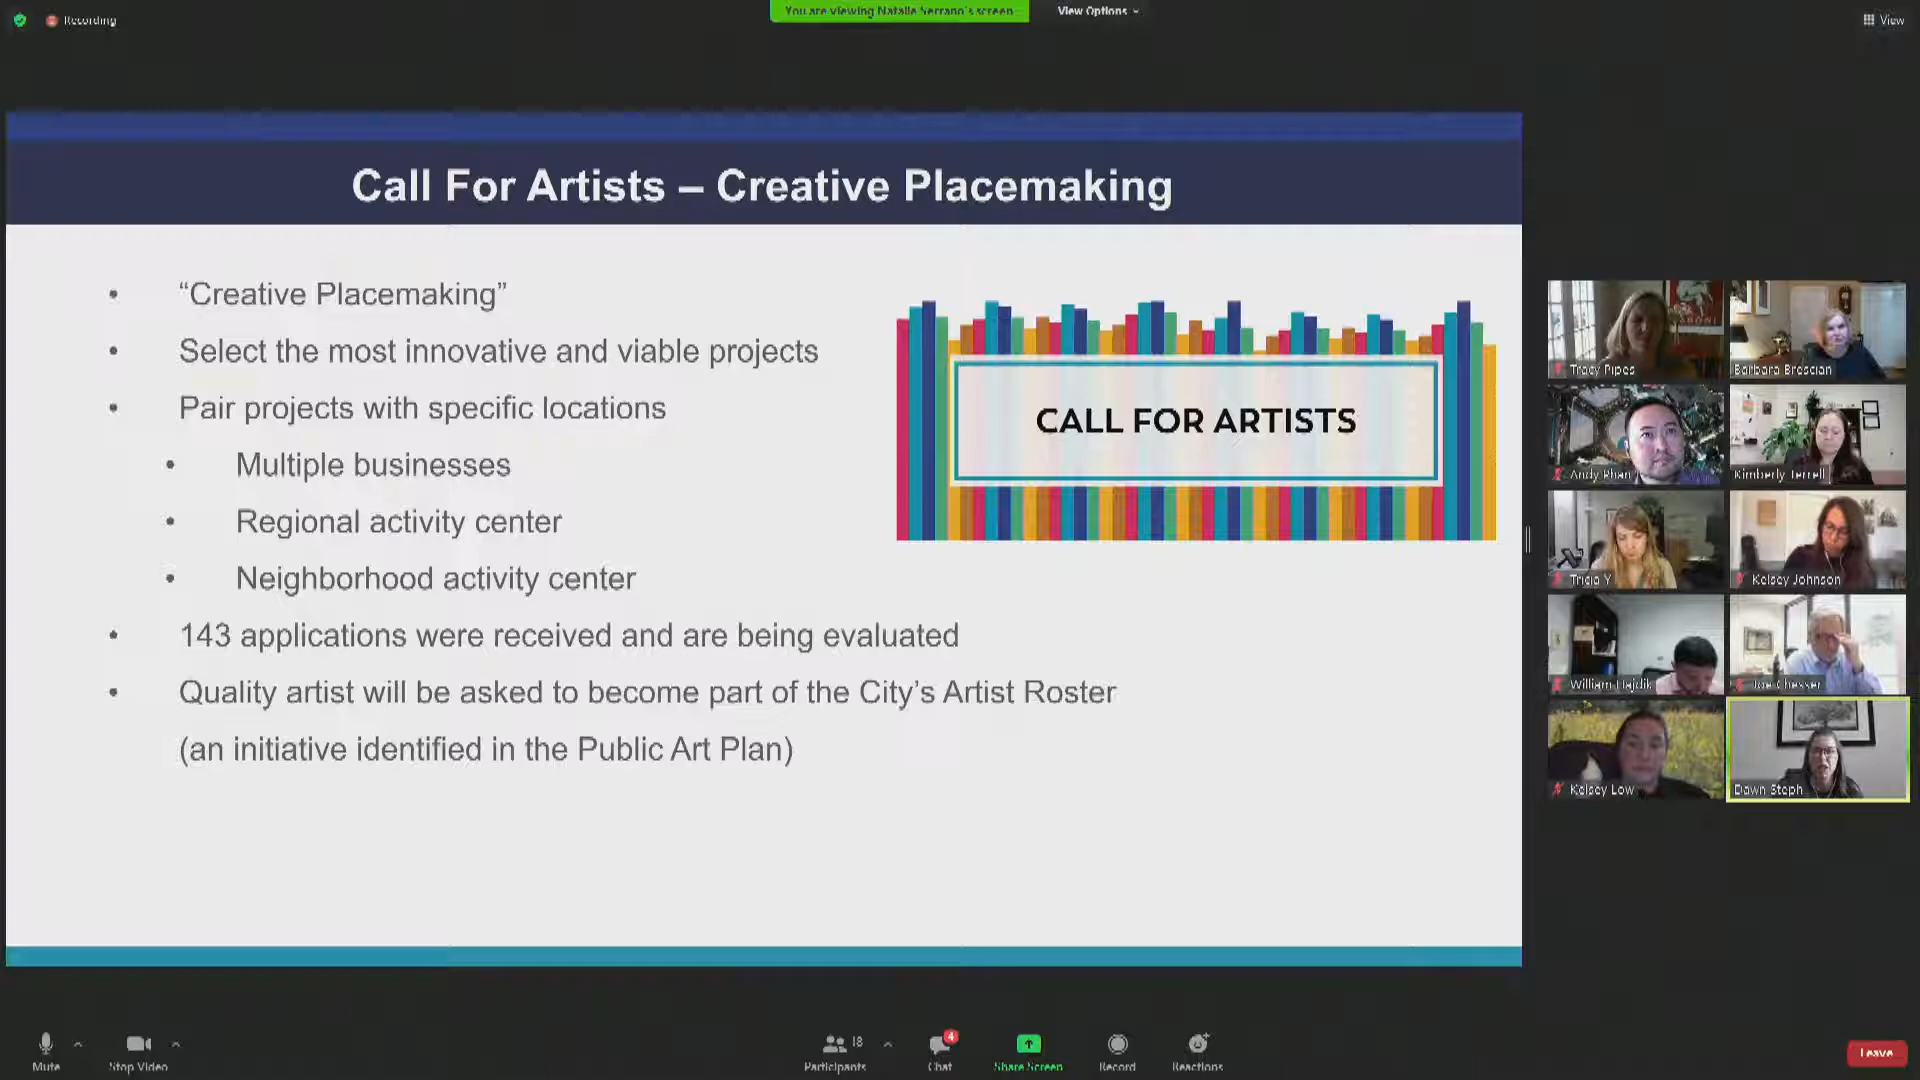 Recording
You are viewing Natalie Serrano's screen
View Options
View
Call For Artists – Creative Placemaking
• “Creative Placemaking”
• Select the most innovative and viable projects
• Pair projects with specific locations
• Multiple businesses
• Regional activity center
• Neighborhood activity center
• 143 applications were received and are being evaluated
• Quality artist will be asked to become part of the City’s Artist Roster
(an initiative identified in the Public Art Plan)
CALL FOR ARTISTS
Tracy Pipes
Barbara Brescian
Andy Phan
Kimberly Terrell
Tricia Y
Kelsey Johnson
William Hajdik
Joe Chesser
Kelsey Low
Dawn Steph
Mute
Stop Video
Participants
18
Chat
4
Share Screen
Record
Reactions
Leave